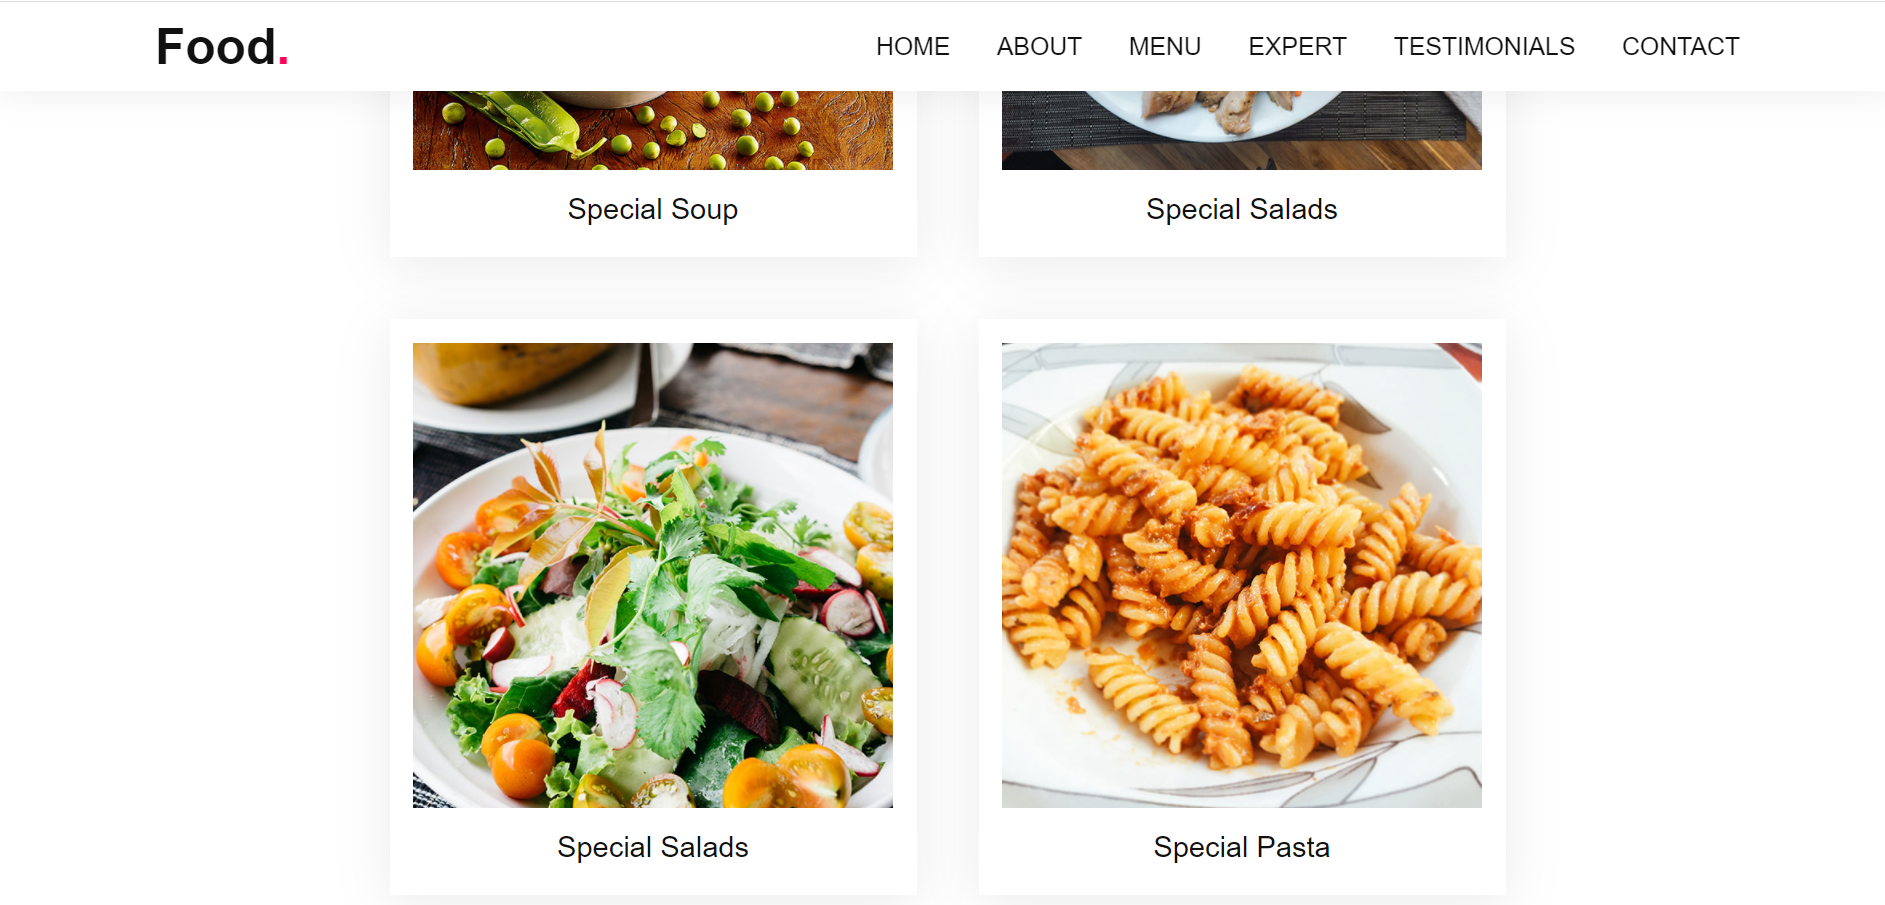 Food.
HOME ABOUT MENU EXPERT TESTIMONIALS CONTACT
Special Soup
Special Salads
Special Salads
Special Pasta